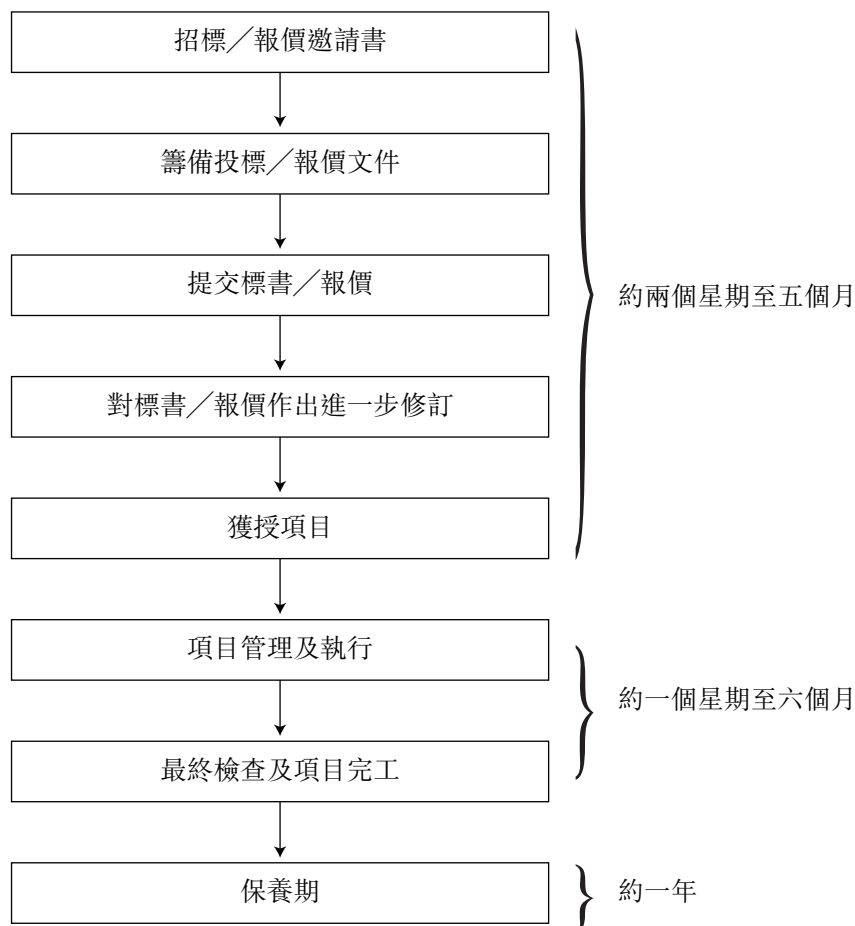 招標／報價邀請書
籌備投標／報價文件
提交標書／報價
約兩個星期至五個月
對標書／報價作出進一步修訂
獲授項目
項目管理及執行
約一個星期至六個月
最終檢查及項目完工
保養期
約一年